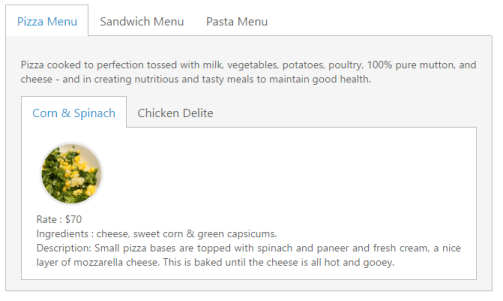 Pizza Menu Sandwich Menu Pasta Menu
Pizza cooked to perfection tossed with milk, vegetables, potatoes, poultry, 100% pure mutton, and
cheese - and in creating nutritious and tasty meals to maintain good health.
Corn & Spinach Chicken Delite
Rate : $70
Ingredients : cheese, sweet corn & green capsicums.
Description: Small pizza bases are topped with spinach and paneer and fresh cream, a nice
layer of mozzarella cheese. This is baked until the cheese is all hot and gooey.